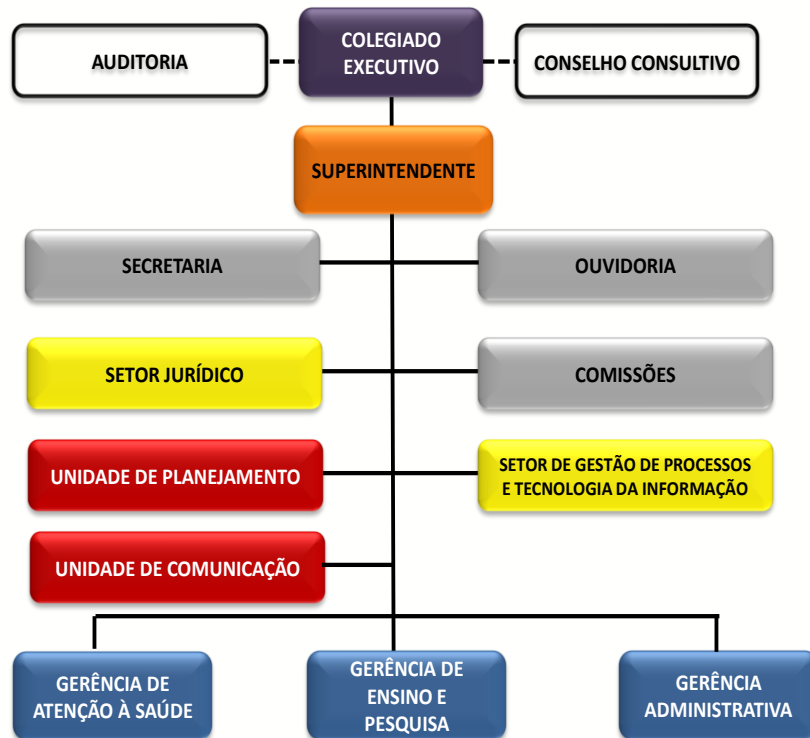 AUDITORIA
COLEGIADO
EXECUTIVO
CONSELHO CONSULTIVO
SUPERINTENDENTE
SECRETARIA
OUVIDORIA
SETOR JURÍDICO
COMISSÕES
UNIDADE DE PLANEJAMENTO
SETOR DE GESTÃO DE PROCESSOS
E TECNOLOGIA DA INFORMAÇÃO
UNIDADE DE COMUNICAÇÃO
GERÊNCIA DE
ATENÇÃO À SAÚDE
GERÊNCIA DE
ENSINO E
PESQUISA
GERÊNCIA
ADMINISTRATIVA